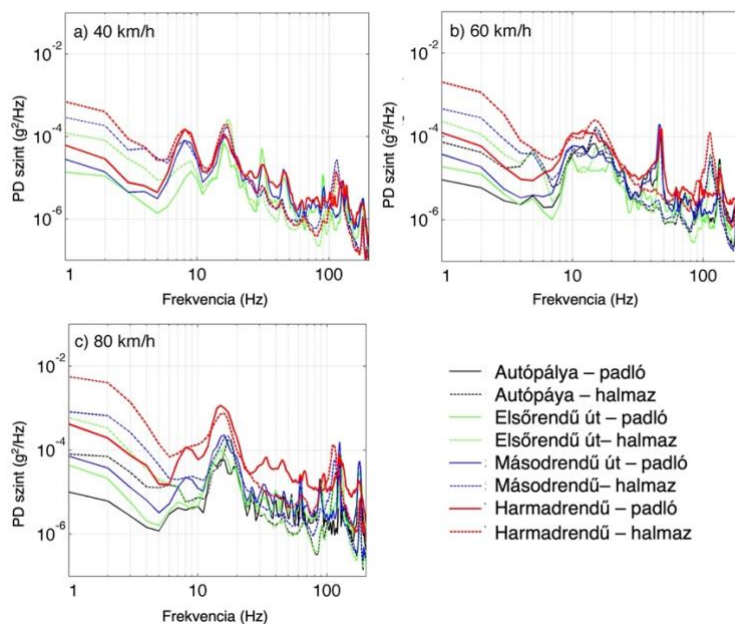 a) 40 km/h
10-2
10-4
10-6
PD szint (g2/Hz)
1 10 100
Frekvencia (Hz)
b) 60 km/h
10-2
10-4
10-6
PD szint (g2/Hz)
1 10 100
Frekvencia (Hz)
c) 80 km/h
10-2
10-4
10-6
PD szint (g2/Hz)
1 10 100
Frekvencia (Hz)
Autópálya – padló
Autópáya – halmaz
Elsőrendű út – padló
Elsőrendű út– halmaz
Másodrendű út – padló
Másodrendű– halmaz
Harmadrendű – padló
Harmadrendű – halmaz